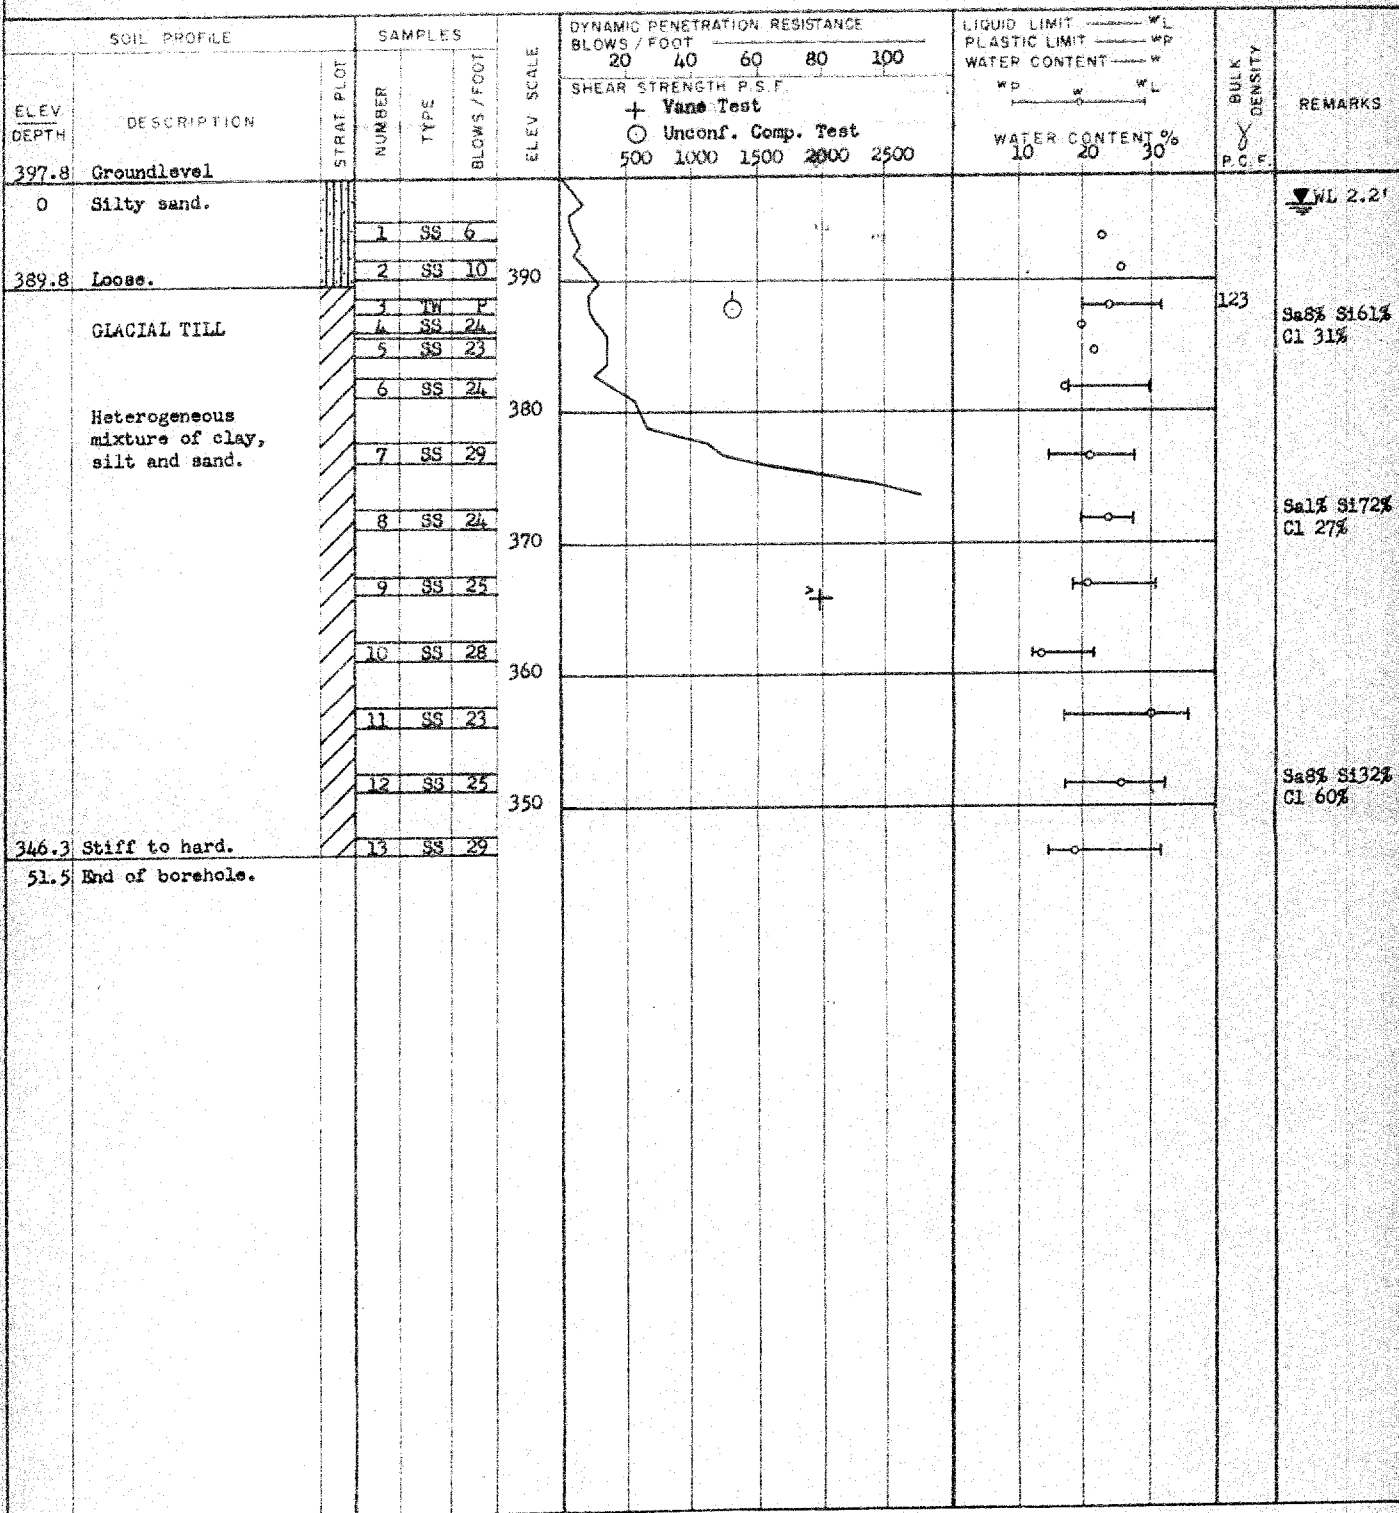 SOIL PROFILE
SAMPLES
ELEV SCALE
DYNAMIC PENETRATION RESISTANCE
BLOWS / FOOT
20 40 60 80 100
SHEAR STRENGTH P.S.F.
+ Vane Test
Unconf. Comp. Test
500 1000 1500 2000 2500
LIQUID LIMIT WL
PLASTIC LIMIT WP
WATER CONTENT W
WP W WL
WATER CONTENT %
10 20 30
BULK DENSITY
γ
P.C.F.
REMARKS
ELEV
DEPTH
DESCRIPTION
STRAT PLOT
NUMBER
TYPE
BLOWS / FOOT
397.8 Groundlevel
0 Silty sand.
WL 2.2'
1 SS 6
2 SS 10
390
389.8 Loose.
3 TW P
123
Sa8% Si61%
Cl 31%
GLACIAL TILL
4 SS 24
5 SS 23
6 SS 24
380
Heterogeneous
mixture of clay,
silt and sand.
7 SS 29
8 SS 24
Sa1% Si72%
Cl 27%
370
9 SS 25
>
10 SS 28
360
11 SS 23
12 SS 25
Sa8% Si32%
Cl 60%
350
346.3 Stiff to hard.
13 SS 29
51.5 End of borehole.